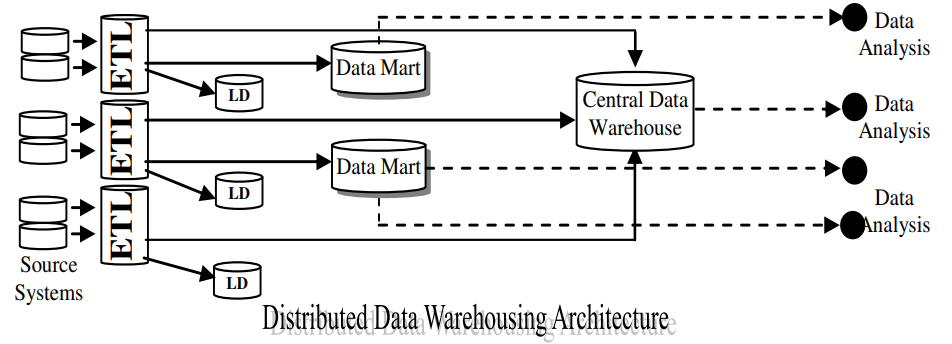 ETL
Data Mart
LD
Central Data
Warehouse
Data
Analysis
ETL
Data Mart
LD
Data
Analysis
ETL
LD
Data
Analysis
Source
Systems
Distributed Data Warehousing Architecture